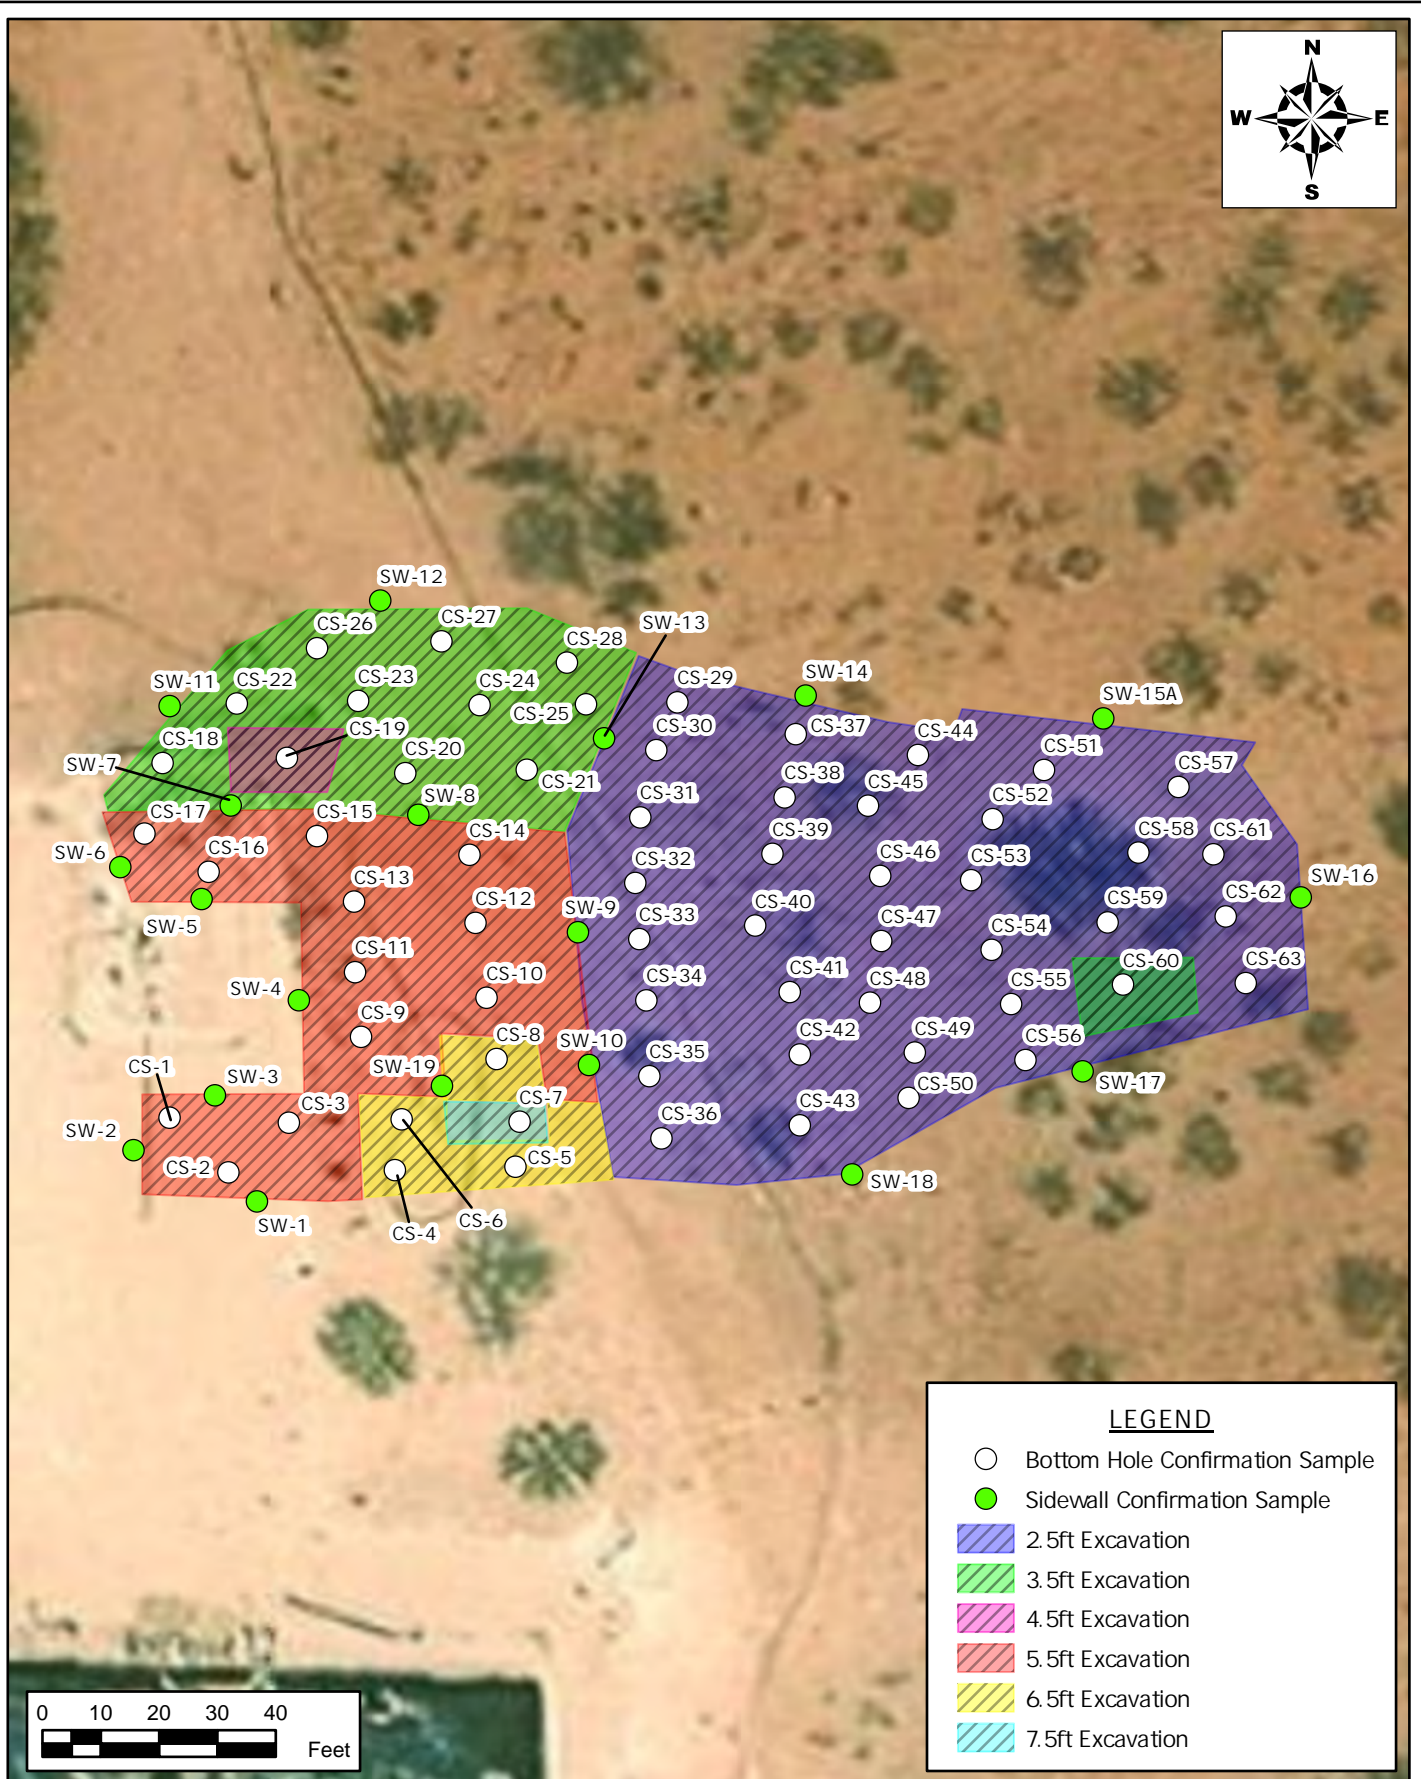 N
W
E
S
SW-12
CS-26
CS-27
SW-13
CS-28
SW-11
CS-22
CS-23
CS-24
CS-25
CS-29
SW-14
SW-15A
CS-18
CS-19
CS-20
CS-21
CS-30
CS-37
CS-44
CS-51
CS-57
SW-7
CS-17
CS-15
SW-8
CS-14
CS-31
CS-38
CS-45
CS-52
CS-58
CS-61
SW-6
CS-16
CS-13
CS-32
CS-39
CS-46
CS-53
SW-16
SW-5
CS-12
SW-9
CS-33
CS-40
CS-47
CS-54
CS-59
CS-62
SW-4
CS-11
CS-10
CS-34
CS-41
CS-48
CS-55
CS-60
CS-63
CS-9
CS-8
SW-10
CS-42
CS-49
CS-56
CS-1
SW-3
SW-19
CS-35
CS-50
SW-17
SW-2
CS-3
CS-7
CS-36
CS-43
CS-2
CS-5
SW-18
SW-1
CS-4
CS-6
LEGEND
Bottom Hole Confirmation Sample
Sidewall Confirmation Sample
2.5ft Excavation
3.5ft Excavation
4.5ft Excavation
5.5ft Excavation
6.5ft Excavation
7.5ft Excavation
0 10 20 30 40
Feet